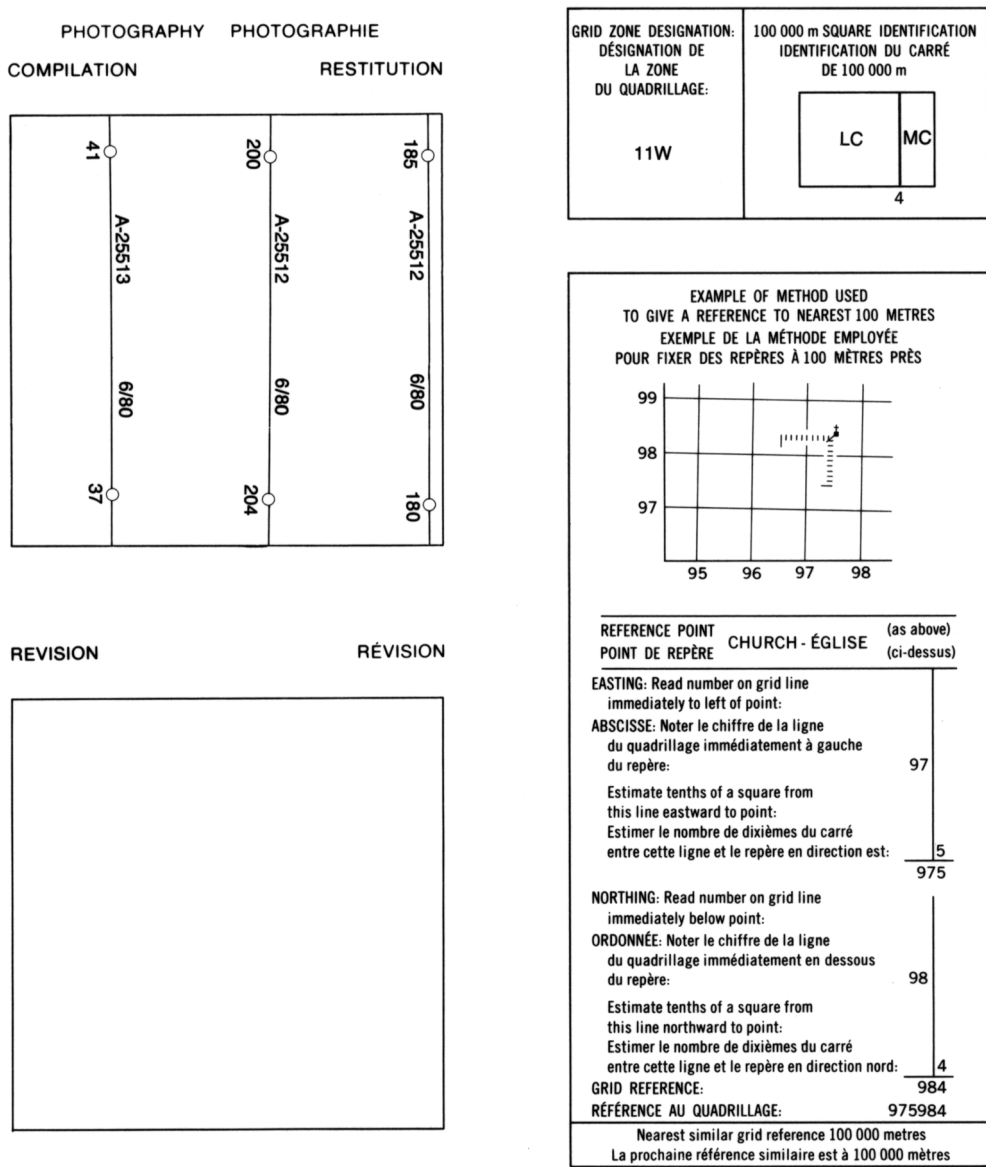 PHOTOGRAPHY PHOTOGRAPHIE
COMPILATION RESTITUTION
41
A-25513
6/80
37
200
A-25512
6/80
204
185
A-25512
6/80
180
REVISION RÉVISION
GRID ZONE DESIGNATION:
DÉSIGNATION DE
LA ZONE
DU QUADRILLAGE:
11W
100 000 m SQUARE IDENTIFICATION
IDENTIFICATION DU CARRÉ
DE 100 000 m
LC MC
4
EXAMPLE OF METHOD USED
TO GIVE A REFERENCE TO NEAREST 100 METRES
EXEMPLE DE LA MÉTHODE EMPLOYÉE
POUR FIXER DES REPÈRES À 100 MÈTRES PRÈS
99
98
97
95 96 97 98
REFERENCE POINT
POINT DE REPÈRE
CHURCH - ÉGLISE
(as above)
(ci-dessus)
EASTING: Read number on grid line
immediately to left of point:
ABSCISSE: Noter le chiffre de la ligne
du quadrillage immédiatement à gauche
du repère: 97
Estimate tenths of a square from
this line eastward to point:
Estimer le nombre de dixièmes du carré
entre cette ligne et le repère en direction est: 5
975
NORTHING: Read number on grid line
immediately below point:
ORDONNÉE: Noter le chiffre de la ligne
du quadrillage immédiatement en dessous
du repère: 98
Estimate tenths of a square from
this line northward to point:
Estimer le nombre de dixièmes du carré
entre cette ligne et le repère en direction nord: 4
GRID REFERENCE: 984
RÉFÉRENCE AU QUADRILLAGE: 975984
Nearest similar grid reference 100 000 metres
La prochaine référence similaire est à 100 000 mètres